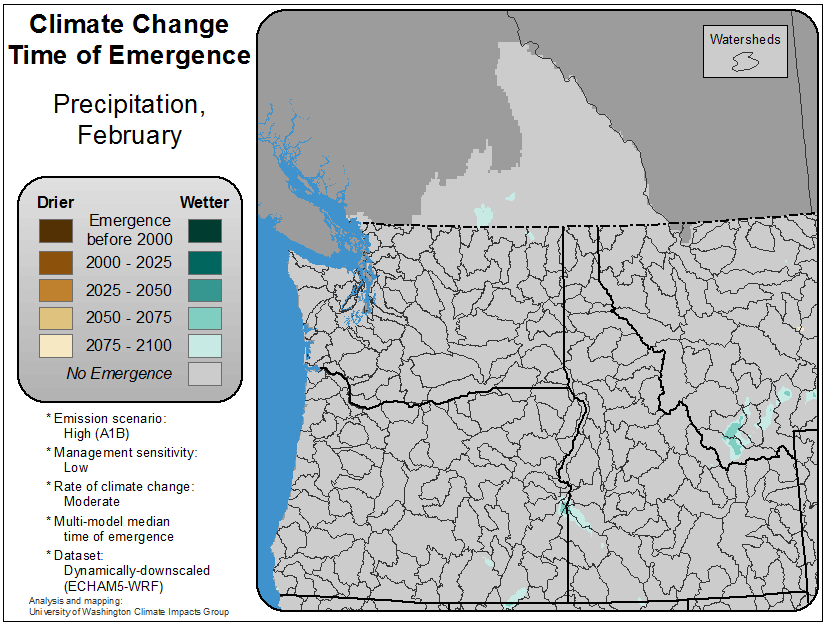 Climate Change
Time of Emergence
Precipitation,
February
Drier
Wetter
Emergence
before 2000
2000 - 2025
2025 - 2050
2050 - 2075
2075 - 2100
No Emergence
* Emission scenario:
High (A1B)
* Management sensitivity:
Low
* Rate of climate change:
Moderate
* Multi-model median
time of emergence
* Dataset:
Dynamically-downscaled
(ECHAM5-WRF)
Analysis and mapping:
University of Washington Climate Impacts Group
Watersheds